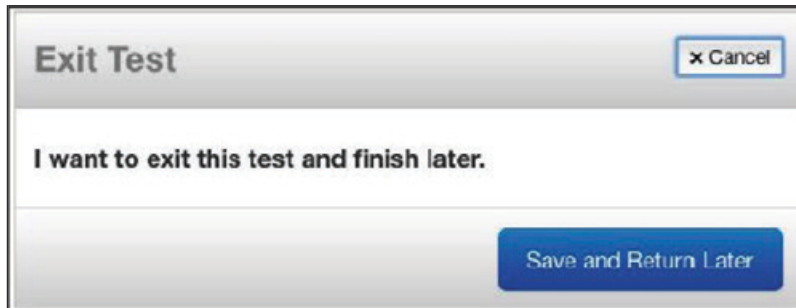 Exit Test
× Cancel
I want to exit this test and finish later.
Save and Return Later